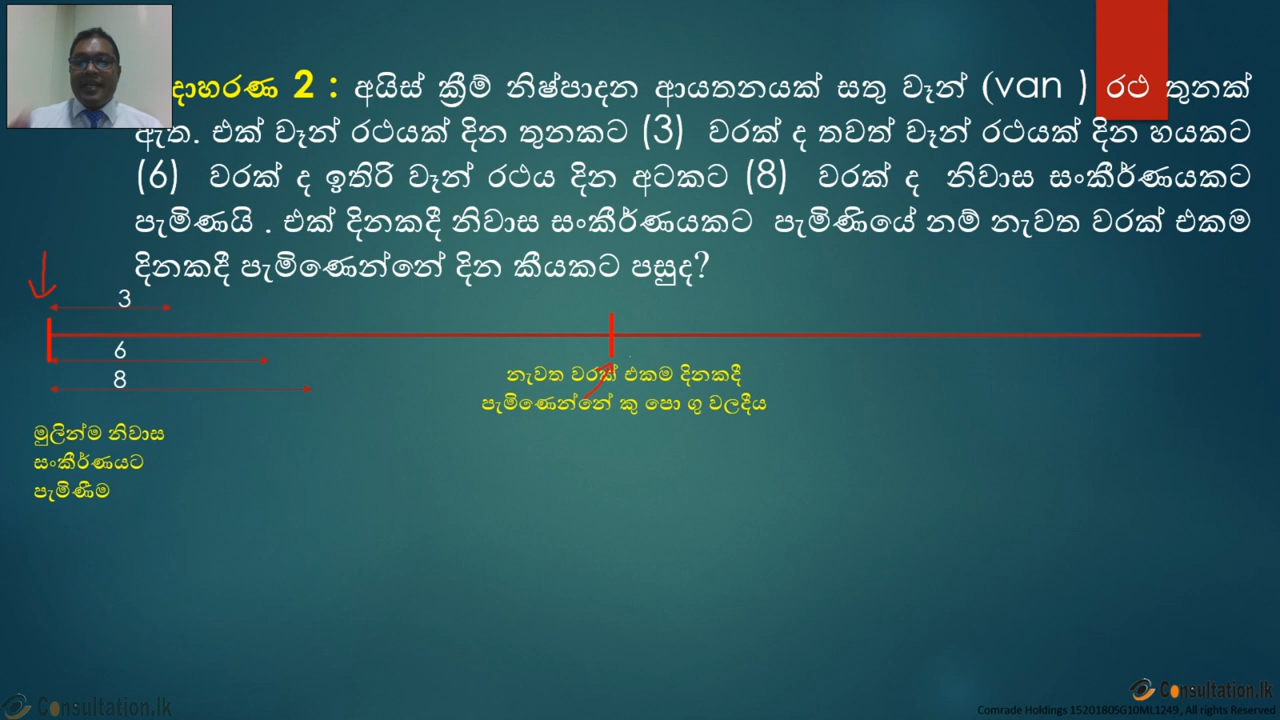 දාහරණ 2 : අයිස් ක්‍රීම් නිෂ්පාදන ආයතනයක් සතු වෑන් (van ) රථ තුනක්
ඇත. එක් වෑන් රථයක් දින තුනකට (3) වරක් ද තවත් වෑන් රථයක් දින හයකට
(6) වරක් ද ඉතිරි වෑන් රථය දින අටකට (8) වරක් ද නිවාස සංකීර්ණයකට
පැමිණයි . එක් දිනකදී නිවාස සංකීර්ණයකට පැමිණියේ නම් නැවත වරක් එකම
දිනකදී පැමිණෙන්නේ දින කීයකට පසුද?
3
6
8
නැවත වරක් එකම දිනකදී
පැමිණෙන්නේ කු පො ගු වලදීය
මුලින්ම නිවාස
සංකීර්ණයට
පැමිණීම
Consultation.lk
Consultation.lk
Comrade Holdings 15201805G10ML1249, All rights Reserved.